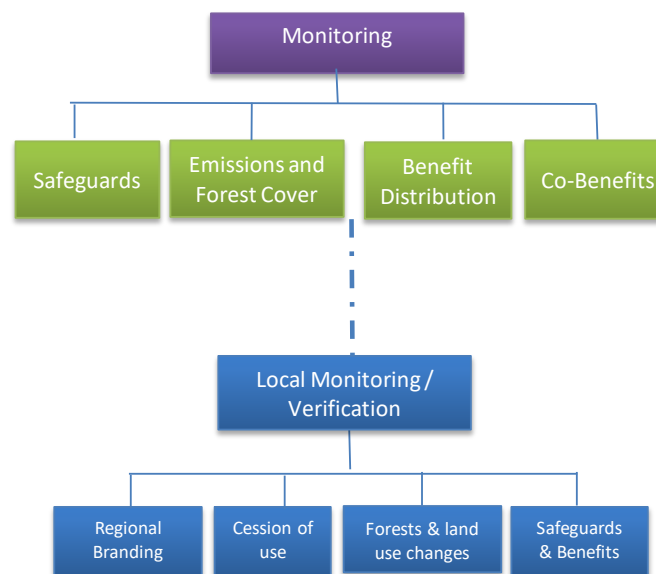 Monitoring
Safeguards
Emissions and
Forest Cover
Benefit
Distribution
Co-Benefits
Local Monitoring /
Verification
Regional
Branding
Cession of
use
Forests & land
use changes
Safeguards
& Benefits